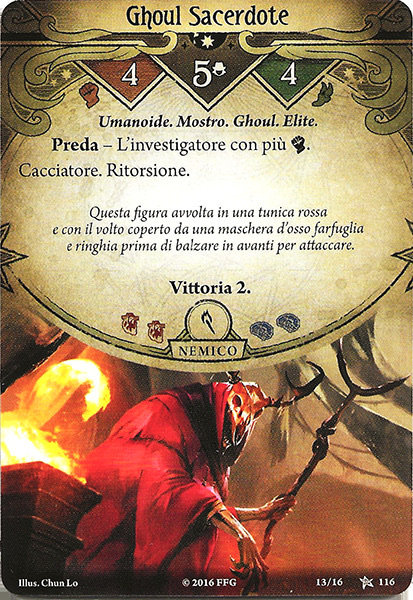 Ghoul Sacerdote
4 5 4
Umanoide. Mostro. Ghoul. Elite.
Preda – L'investigatore con più .
Cacciatore. Ritorsione.
Questa figura avvolta in una tunica rossa
e con il volto coperto da una maschera d'osso farfuglia
e ringhia prima di balzare in avanti per attaccare.
Vittoria 2.
NEMICO
Illus. Chun Lo © 2016 FFG 13/16 116